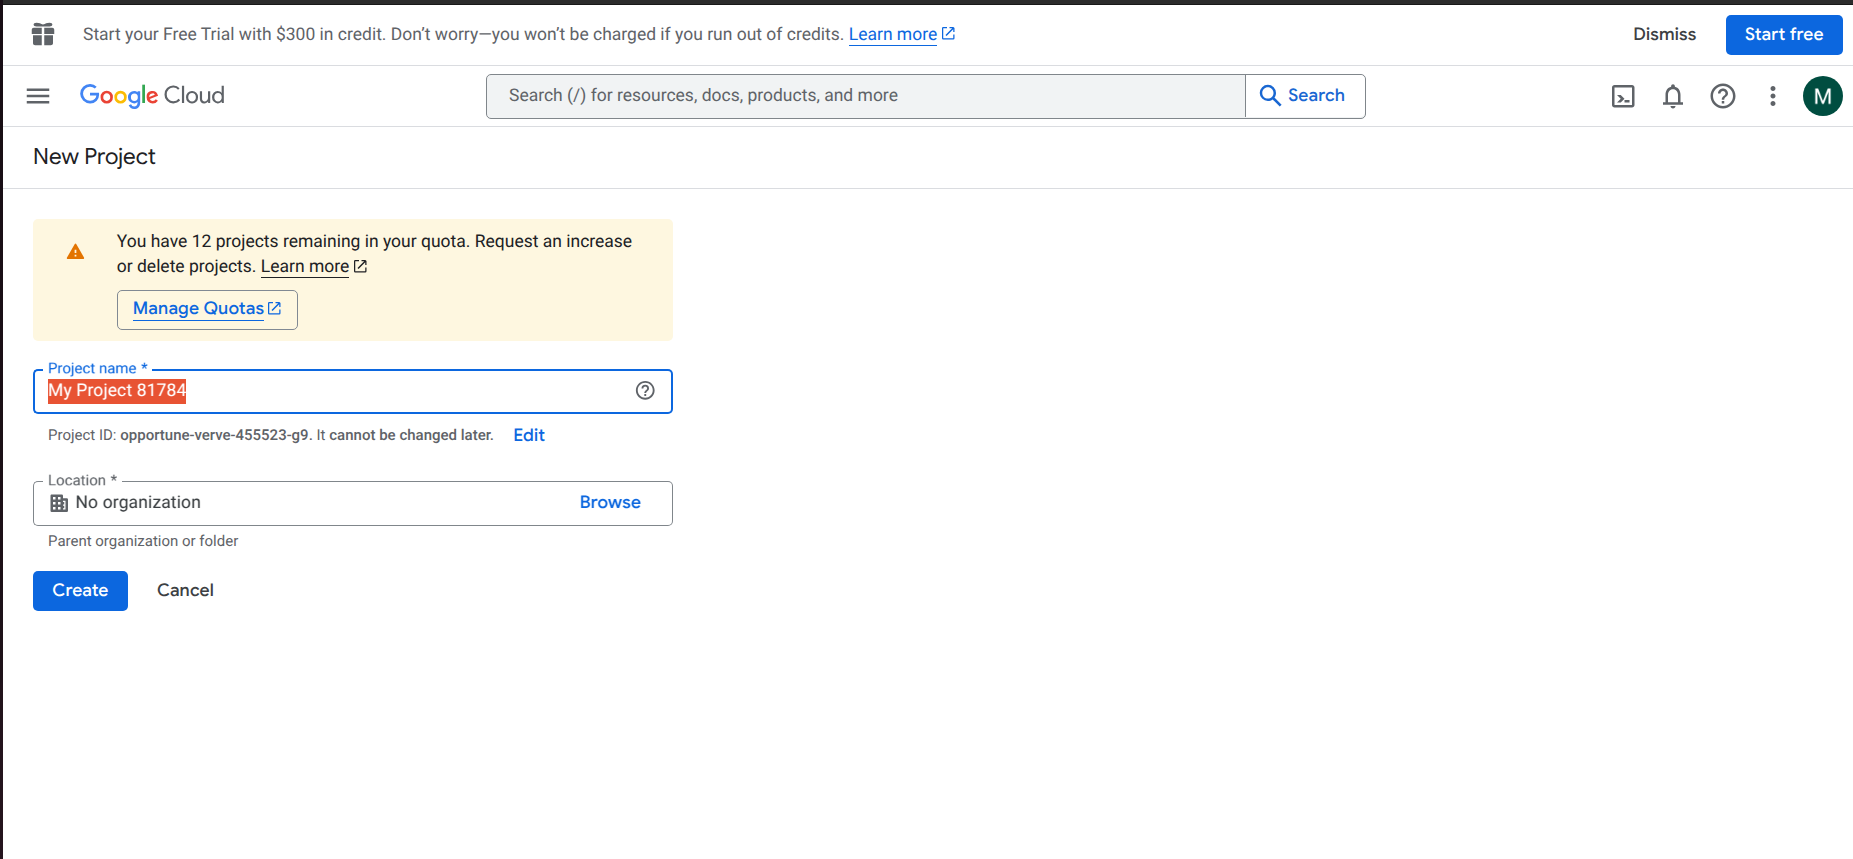 Start your Free Trial with $300 in credit. Don’t worry—you won’t be charged if you run out of credits. Learn more
Dismiss
Start free
Google Cloud
Search (/) for resources, docs, products, and more
Search
M
New Project
You have 12 projects remaining in your quota. Request an increase
or delete projects. Learn more
Manage Quotas
Project name *
My Project 81784
Project ID: opportune-verve-455523-g9. It cannot be changed later. Edit
Location *
No organization
Browse
Parent organization or folder
Create
Cancel